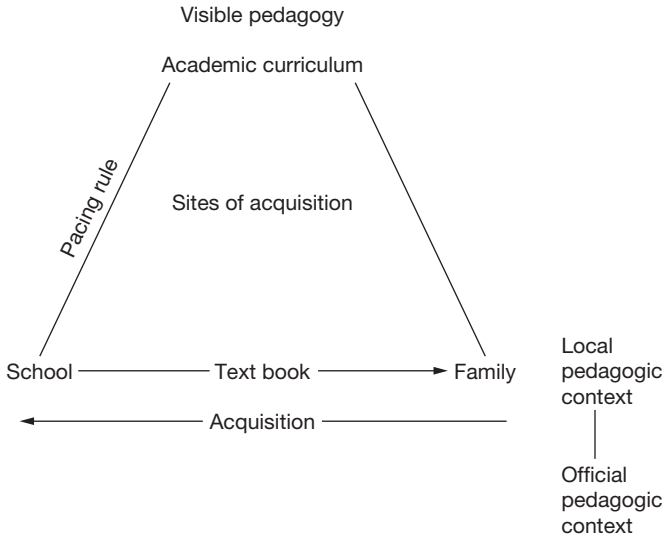 Visible pedagogy
Academic curriculum
Pacing rule
Sites of acquisition
School
Text book
Family
Acquisition
Local
pedagogic
context
Official
pedagogic
context